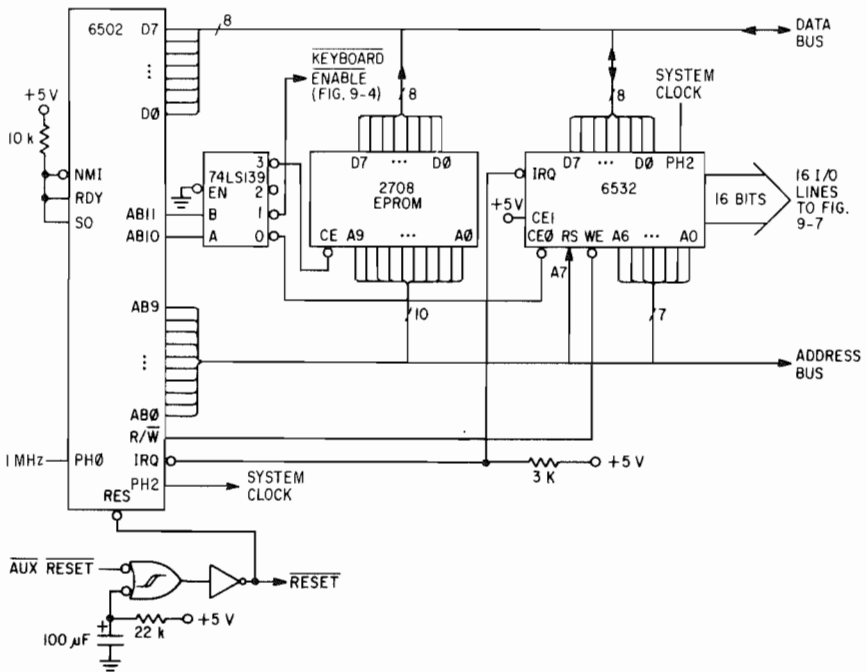 6502
D7
8
DATA
BUS
KEYBOARD
ENABLE
(FIG. 9-4)
8
8
SYSTEM
CLOCK
+5V
10 k
DØ
D7 ... DØ
2708
EPROM
CE A9 ... AØ
D7 ... DØ PH2
IRQ
6532
+5V
CE1
CEØ RS WE A6 ... AO
A7
16 BITS
16 I/O
LINES
TO FIG.
9-7
NMI
RDY
SO
AB11
AB10
74LS139
EN
B
A
3
2
1
0
10
7
AB9
ABØ
ADDRESS
BUS
R/W
1 MHz
PHØ
IRQ
PH2
SYSTEM
CLOCK
3 K
+5 V
RES
AUX RESET
RESET
+
100 µF
22 k
+5 V